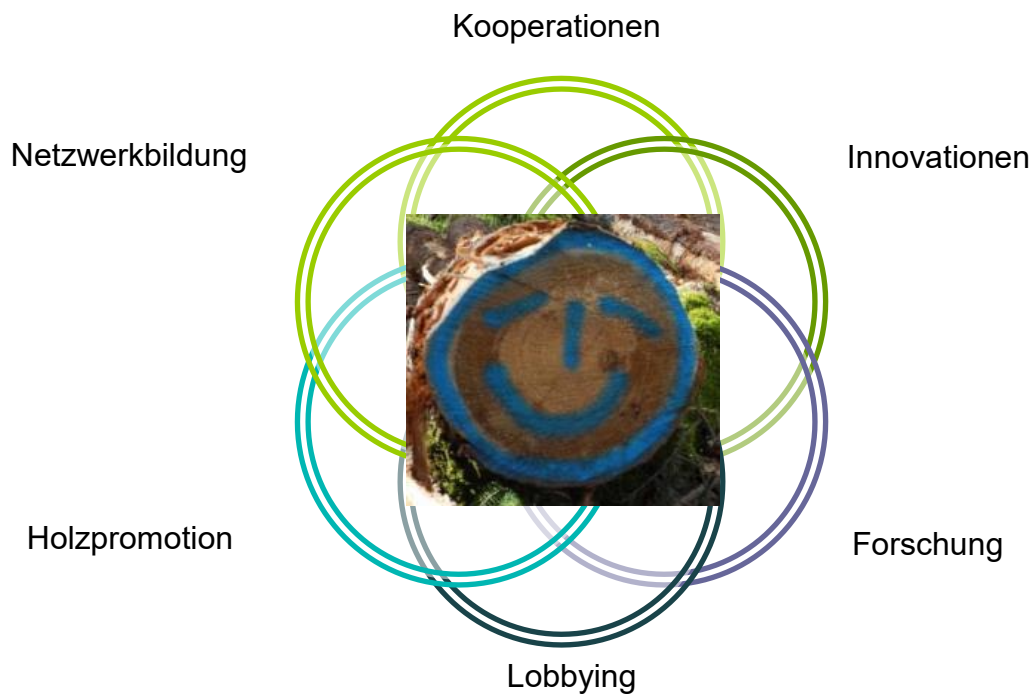 Kooperationen
Netzwerkbildung
Innovationen
Holzpromotion
Forschung
Lobbying